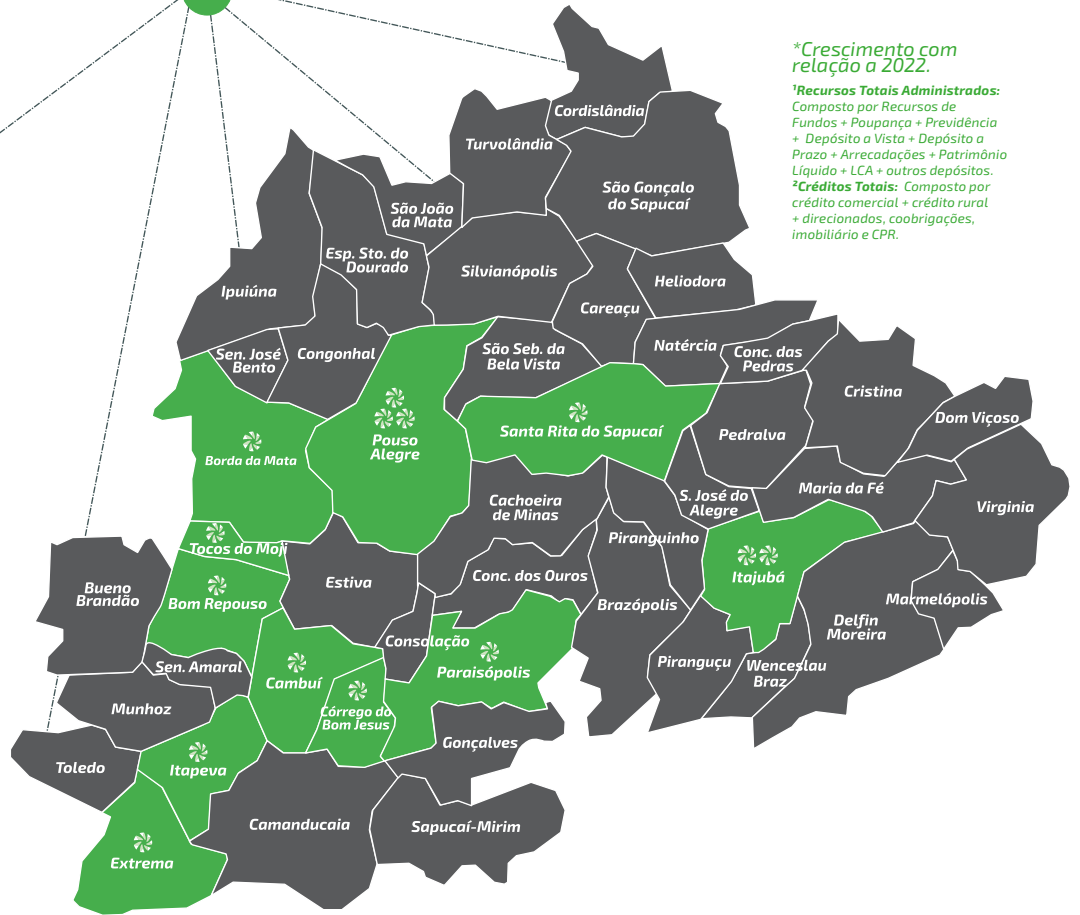 *Crescimento com
relação a 2022.
¹Recursos Totais Administrados:
Composto por Recursos de
Fundos + Poupança + Previdência
+ Depósito a Vista + Depósito a
Prazo + Arrecadações + Patrimônio
Líquido + LCA + outros depósitos.
²Créditos Totais: Composto por
crédito comercial + crédito rural
+ direcionados, coobrigações,
imobiliário e CPR.
Cordislândia
Turvolândia
São Gonçalo
do Sapucaí
São João
da Mata
Esp. Sto. do
Dourado
Silvianópolis
Ipuiúna
Heliodora
Careaçu
Sen. José
Bento
Congonhal
São Seb. da
Bela Vista
Natércia
Conc. das
Pedras
Cristina
Dom Viçoso
Pouso
Alegre
Santa Rita do Sapucaí
Pedralva
Borda da Mata
Maria da Fé
Cachoeira
de Minas
S. José do
Alegre
Virginia
Tocos do Moji
Piranguinho
Bueno
Brandão
Bom Repouso
Estiva
Conc. dos Ouros
Itajubá
Brazópolis
Marmelópolis
Delfin
Moreira
Consolação
Sen. Amaral
Cambuí
Paraisópolis
Piranguçu
Wenceslau
Braz
Munhoz
Córrego do
Bom Jesus
Gonçalves
Toledo
Itapeva
Camanducaia
Sapucaí-Mirim
Extrema